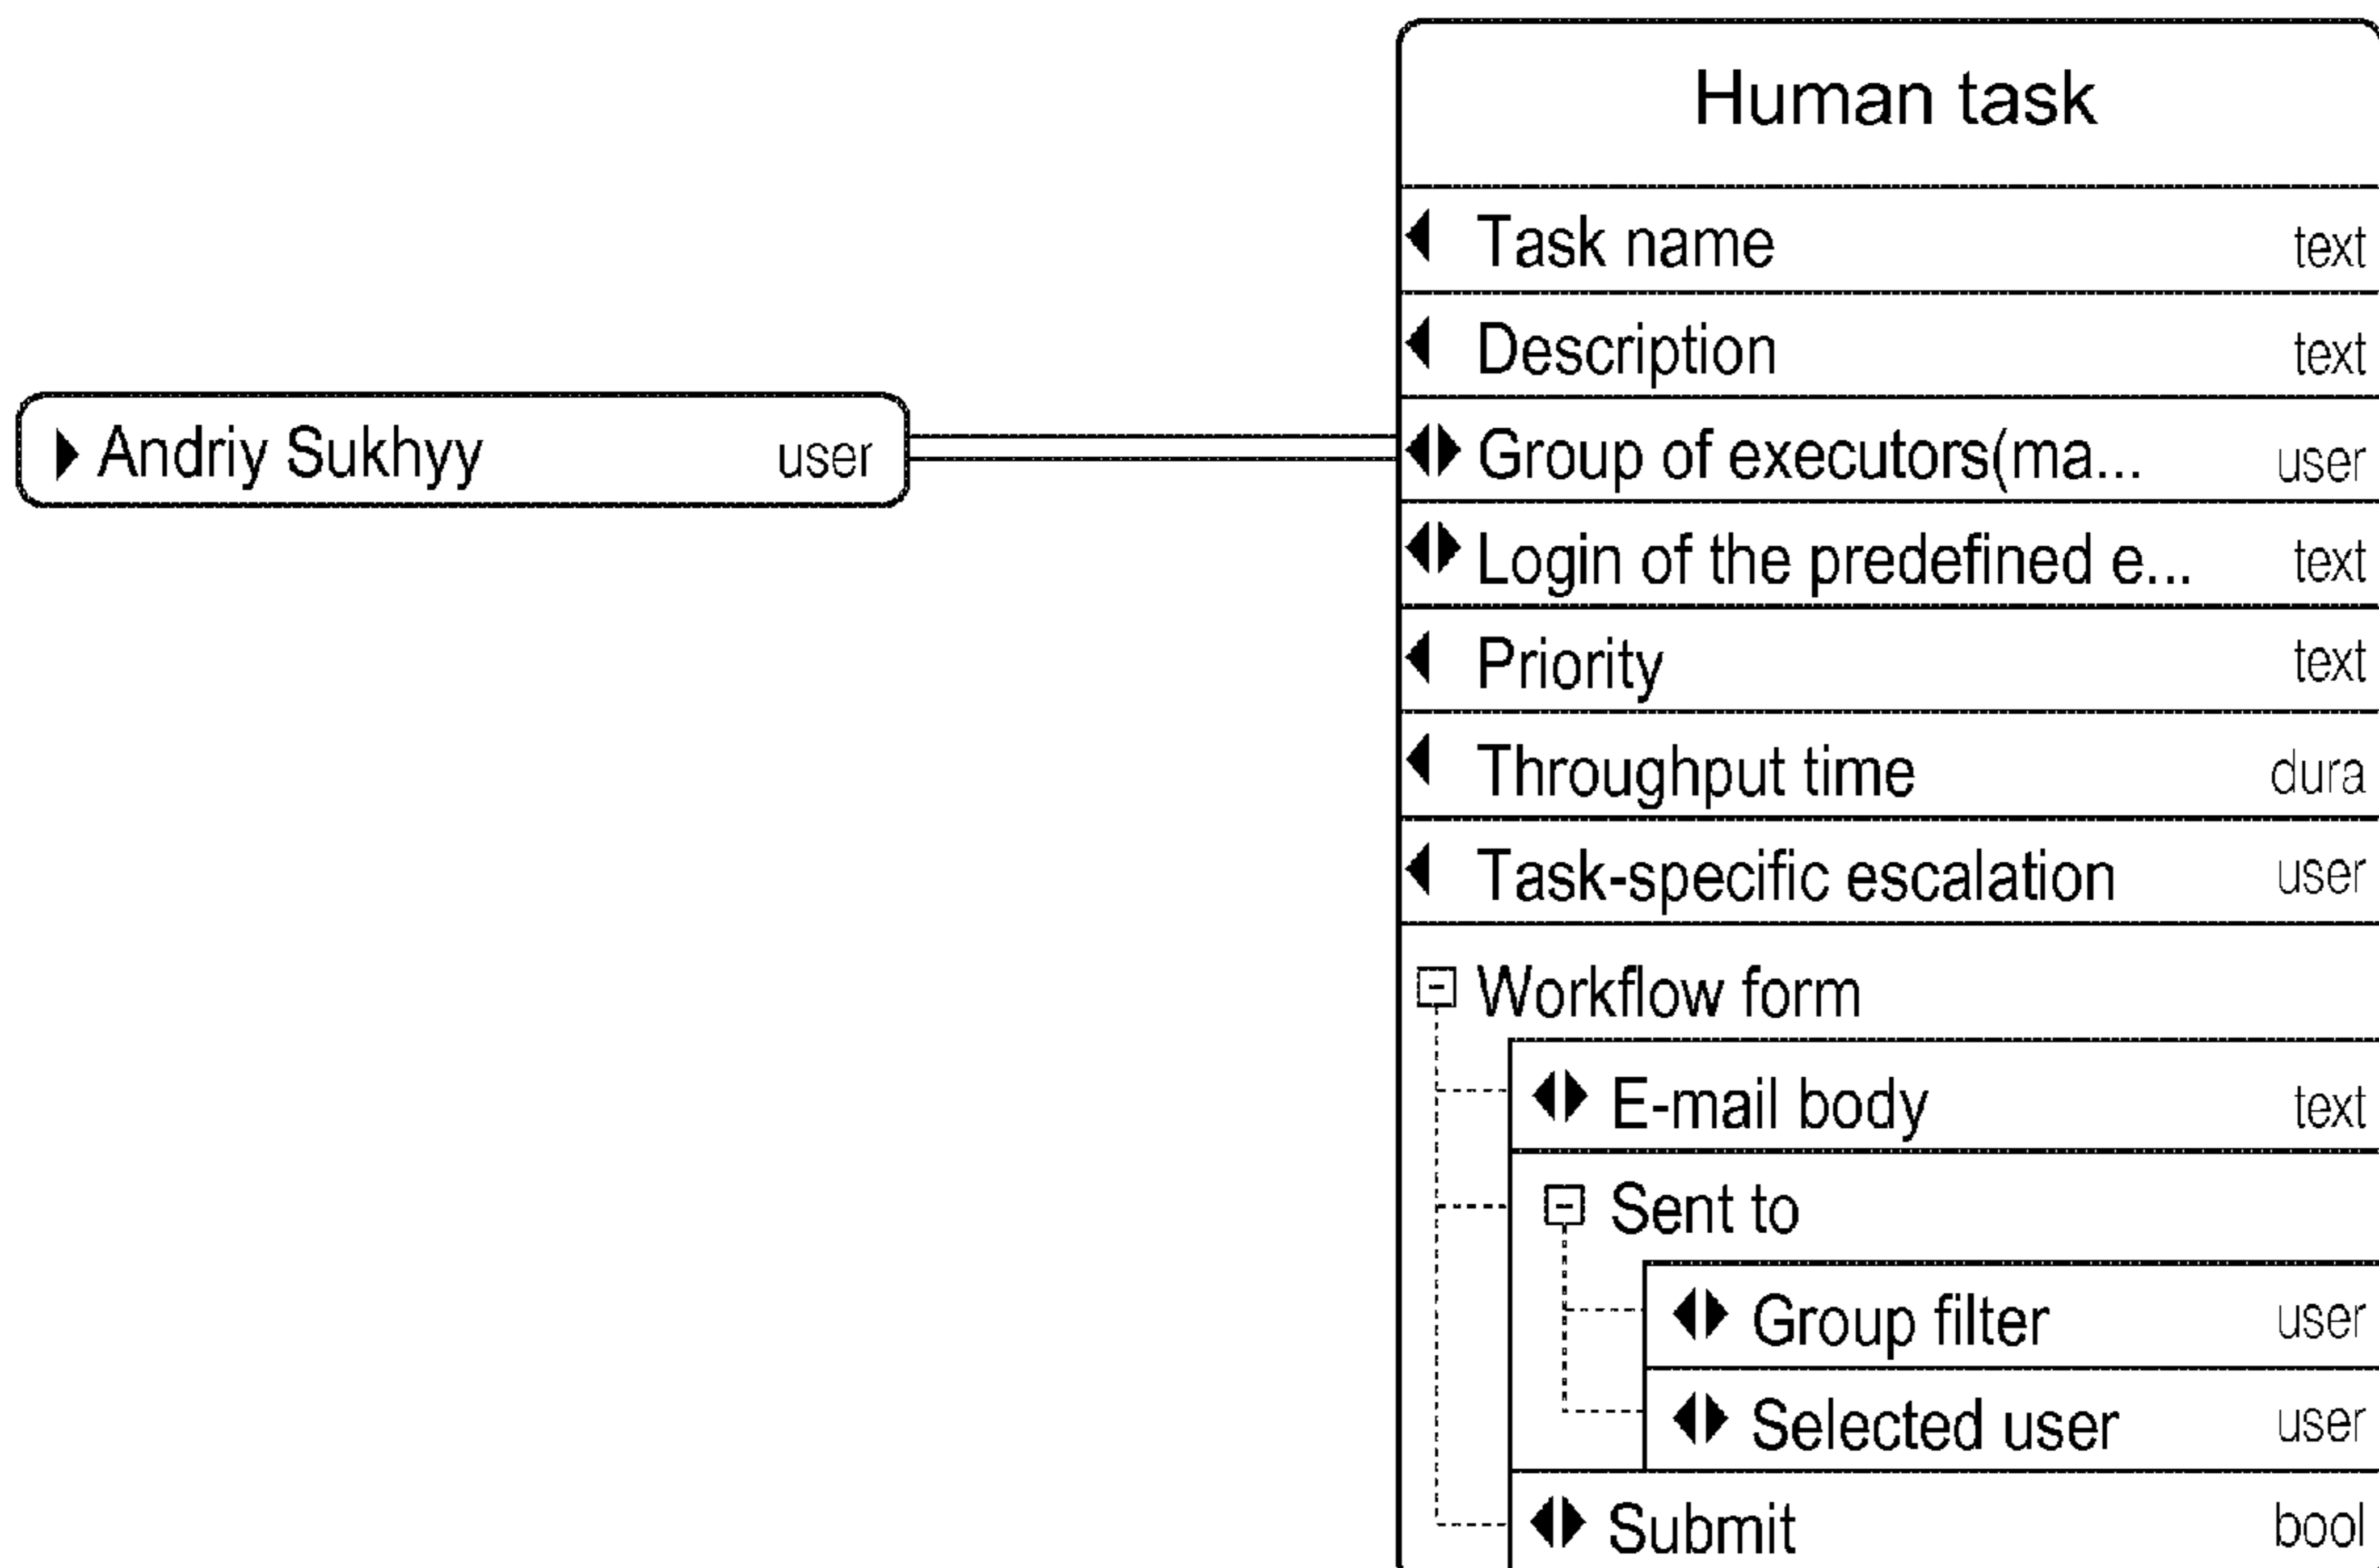 Human task
Task name text
Description text
Andriy Sukhyy user
Group of executors(ma... user
Login of the predefined e... text
Priority text
Throughput time dura
Task-specific escalation user
Workflow form
E-mail body text
Sent to
Group filter user
Selected user user
Submit bool